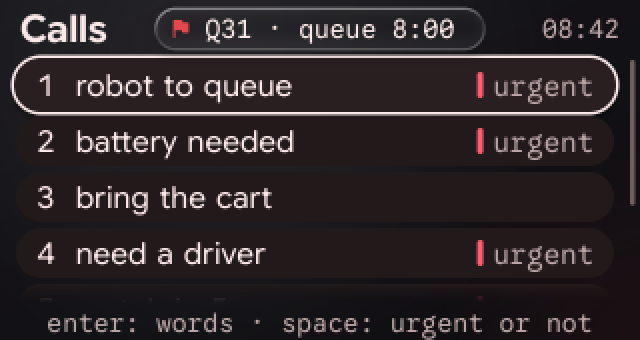 Calls Q31 · queue 8:00 08:42
1 robot to queue urgent
2 battery needed urgent
3 bring the cart
4 need a driver urgent
enter: words · space: urgent or not